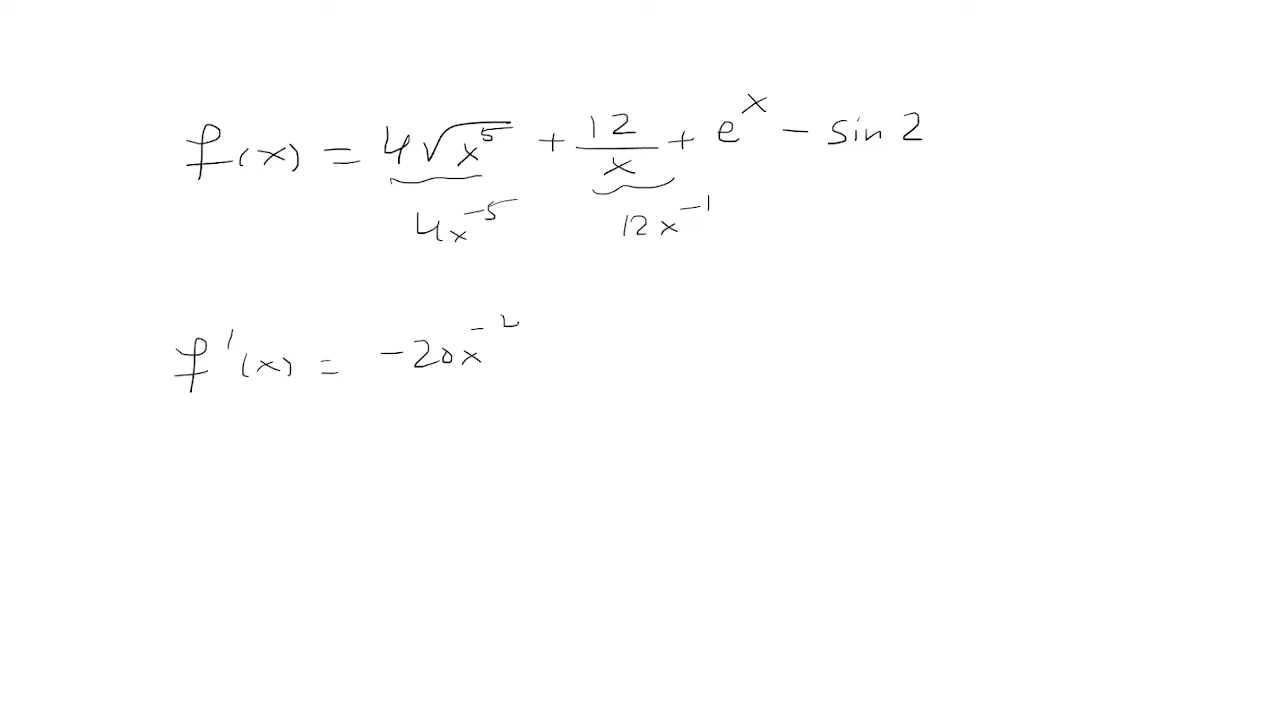 f(x) = 4√x⁵ + 12/x + eˣ − sin 2
4x⁻⁵ 12x⁻¹
f'(x) = −20x⁻²